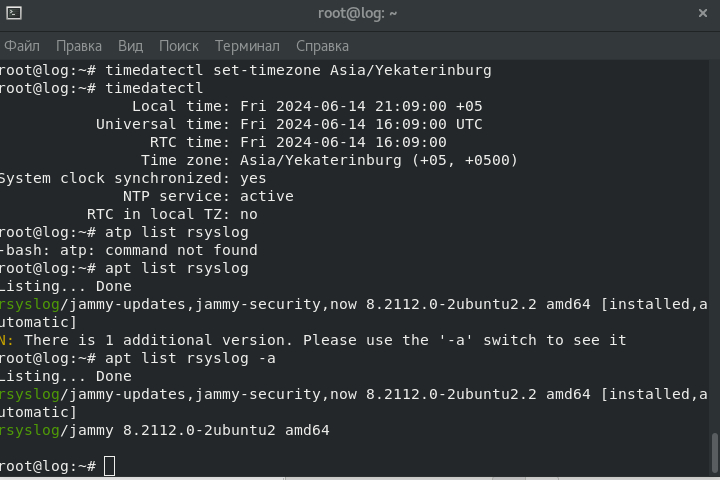 root@log: ~
Файл Правка Вид Поиск Терминал Справка
root@log:~# timedatectl set-timezone Asia/Yekaterinburg
root@log:~# timedatectl
Local time: Fri 2024-06-14 21:09:00 +05
Universal time: Fri 2024-06-14 16:09:00 UTC
RTC time: Fri 2024-06-14 16:09:00
Time zone: Asia/Yekaterinburg (+05, +0500)
System clock synchronized: yes
NTP service: active
RTC in local TZ: no
root@log:~# atp list rsyslog
-bash: atp: command not found
root@log:~# apt list rsyslog
Listing... Done
rsyslog/jammy-updates,jammy-security,now 8.2112.0-2ubuntu2.2 amd64 [installed,a
utomatic]
N: There is 1 additional version. Please use the '-a' switch to see it
root@log:~# apt list rsyslog -a
Listing... Done
rsyslog/jammy-updates,jammy-security,now 8.2112.0-2ubuntu2.2 amd64 [installed,a
utomatic]
rsyslog/jammy 8.2112.0-2ubuntu2 amd64
root@log:~#